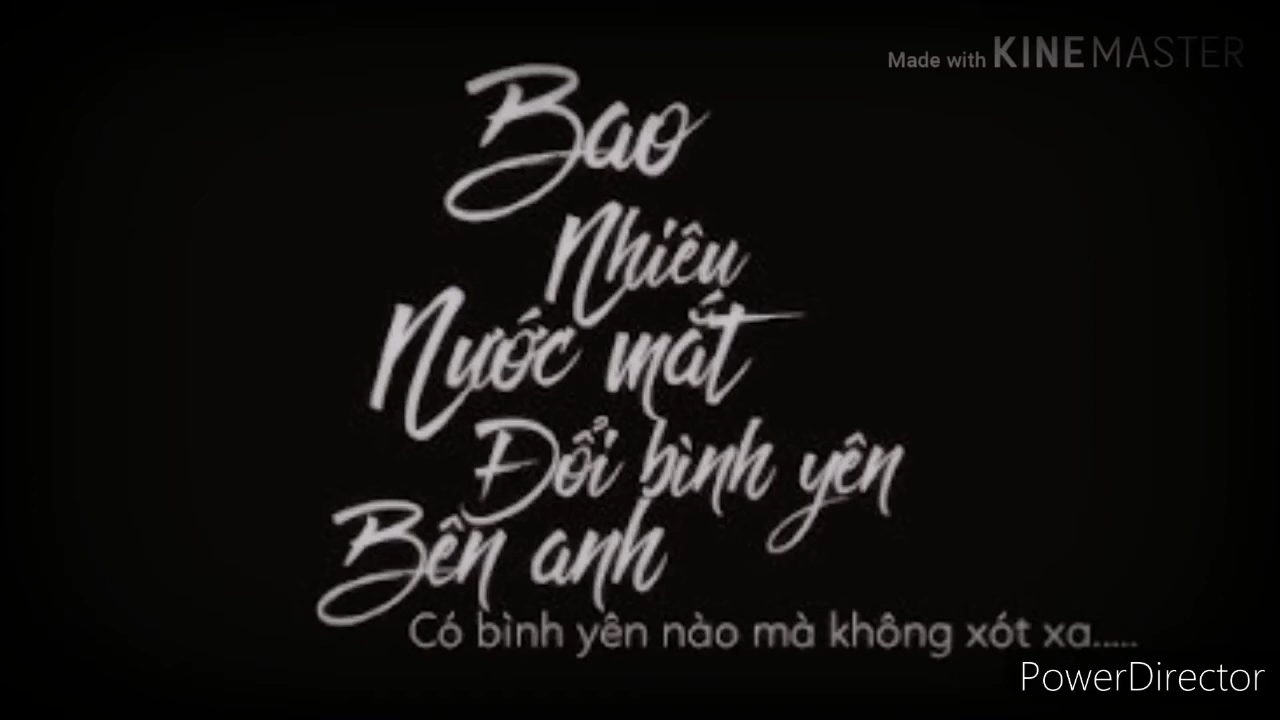 Made with KINEMASTER
Bao
Nhiêu
Nước mắt
Đổi bình yên
Bên anh
Có bình yên nào mà không xót xa.....
PowerDirector